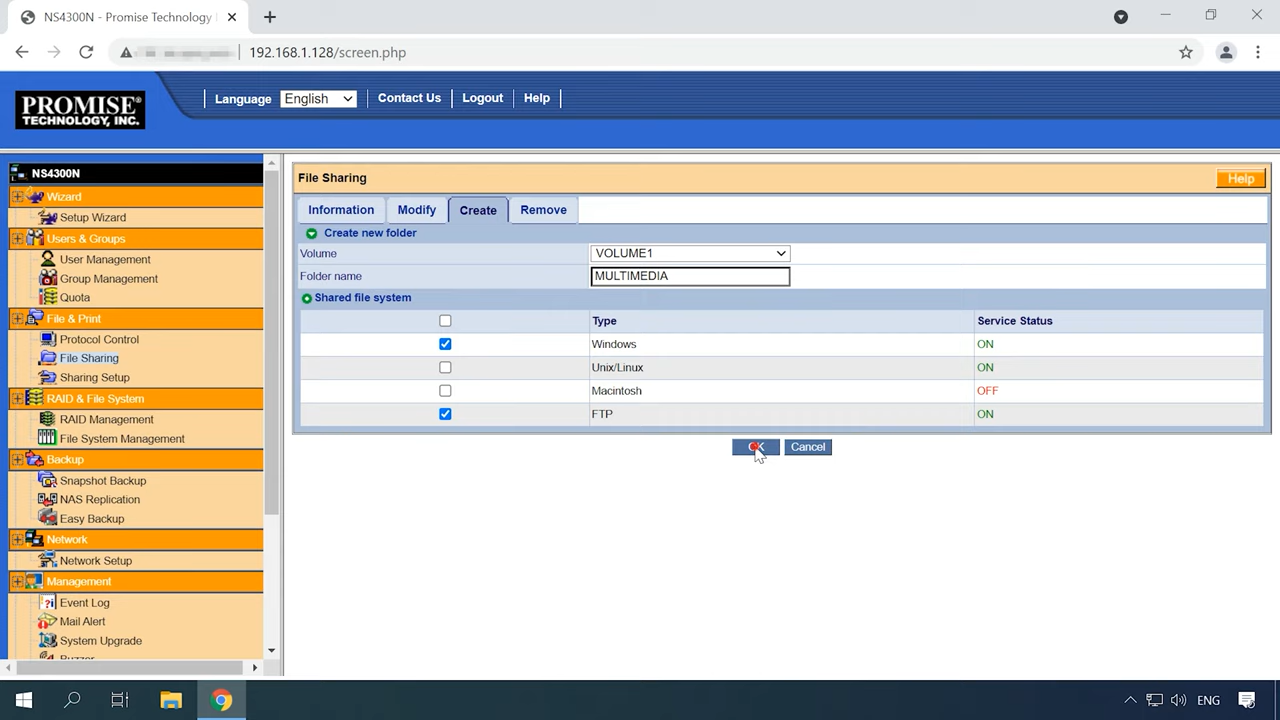 NS4300N - Promise Technology
192.168.1.128/screen.php
PROMISE®
TECHNOLOGY, INC.
Language English Contact Us Logout Help
NS4300N
Wizard
Setup Wizard
Users & Groups
User Management
Group Management
Quota
File & Print
Protocol Control
File Sharing
Sharing Setup
RAID & File System
RAID Management
File System Management
Backup
Snapshot Backup
NAS Replication
Easy Backup
Network
Network Setup
Management
Event Log
Mail Alert
System Upgrade
File Sharing Help
Information Modify Create Remove
Create new folder
Volume VOLUME1
Folder name MULTIMEDIA
Shared file system
Type Service Status
Windows ON
Unix/Linux ON
Macintosh OFF
FTP ON
OK Cancel
ENG